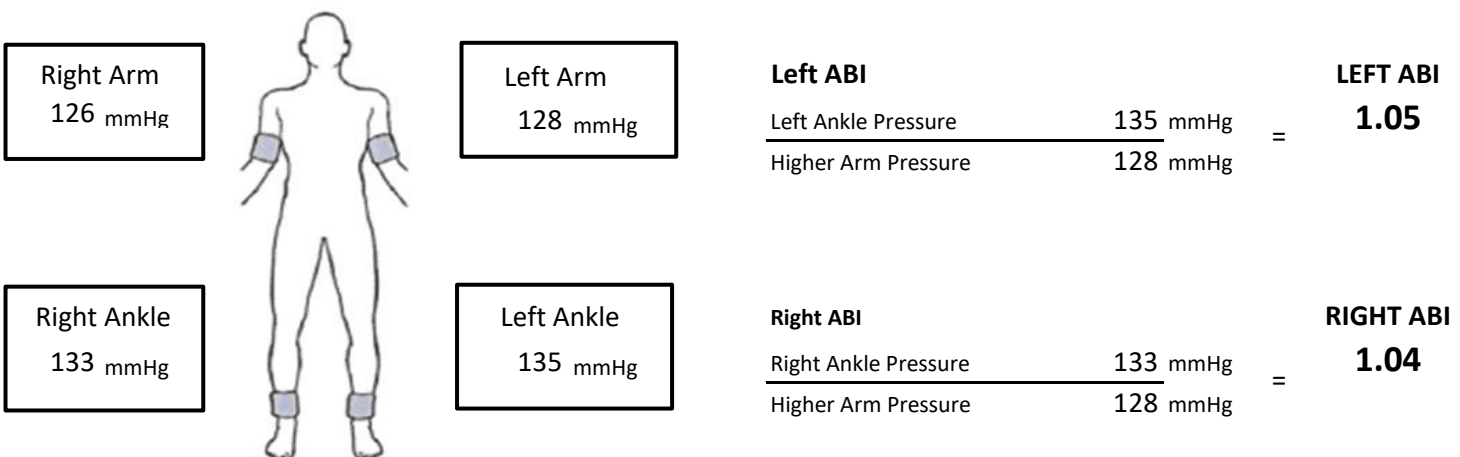 Right Arm
126 mmHg
Left Arm
128 mmHg
Right Ankle
133 mmHg
Left Ankle
135 mmHg
Left ABI
Left Ankle Pressure 135 mmHg
=
Higher Arm Pressure 128 mmHg
LEFT ABI
1.05
Right ABI
Right Ankle Pressure 133 mmHg
=
Higher Arm Pressure 128 mmHg
RIGHT ABI
1.04